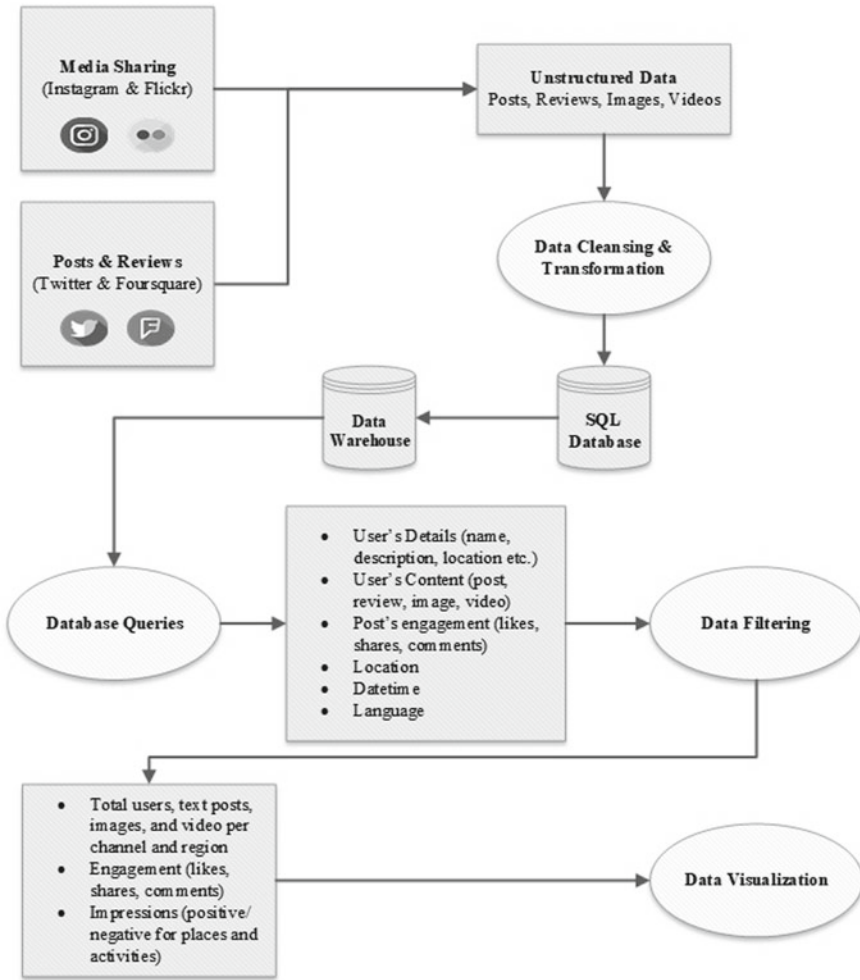 Media Sharing
(Instagram & Flickr)
Unstructured Data
Posts, Reviews, Images, Videos
Posts & Reviews
(Twitter & Foursquare)
Data Cleansing &
Transformation
SQL
Database
Data
Warehouse
Database Queries
• User's Details (name,
description, location etc.)
• User's Content (post,
review, image, video)
• Post's engagement (likes,
shares, comments)
• Location
• Datetime
• Language
Data Filtering
• Total users, text posts,
images, and video per
channel and region
• Engagement (likes,
shares, comments)
• Impressions (positive/
negative for places and
activities)
Data Visualization